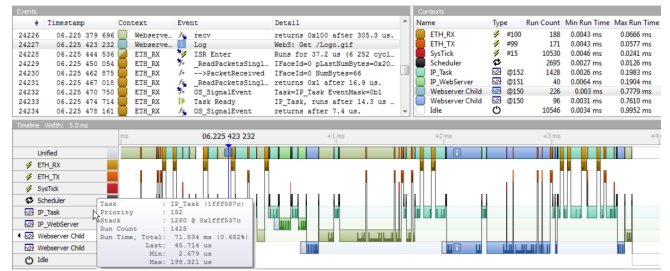 Events
# Timestamp Context Event Detail
24226 06.225 379 696 Webserve... recv returns 0x100 after 305.3 us.
24227 06.225 423 232 Webserve... Log WebS: Get /Logo.gif
24228 06.225 444 536 ETH_RX ISR Enter Runs for 37.2 us (6 252 cycl...
24229 06.225 450 054 ETH_RX _ReadPacketsSingl... IFaceId=0 pLastNumBytes=0x20...
24230 06.225 462 875 ETH_RX -->PacketReceived IFaceId=0 NumBytes=66
24231 06.225 467 018 ETH_RX _ReadPacketsSingl... returns 0x1 after 16.9 us.
24232 06.225 470 750 ETH_RX OS_SignalEvent Task=IP_Task EventMask=0b1
24233 06.225 474 714 ETH_RX Task Ready IP_Task, runs after 14.3 us ...
24234 06.225 478 161 ETH_RX OS_SignalEvent returns after 7.4 us.
Contexts
Name Type Run Count Min Run Time Max Run Time
ETH_RX #100 188 0.0043 ms 0.0666 ms
ETH_TX #99 171 0.0043 ms 0.0577 ms
SysTick #15 10530 0.0046 ms 0.0241 ms
Scheduler 2695 0.0027 ms 0.0126 ms
IP_Task @152 1428 0.0026 ms 0.1983 ms
IP_WebServer @151 40 0.0064 ms 0.1904 ms
Webserver Child @150 226 0.003 ms 0.7779 ms
Webserver Child @150 96 0.0031 ms 0.7610 ms
Idle 10546 0.0034 ms 0.9952 ms
Timeline Width: 5.0 ms
ms 06.225 423 232 +1 ms +2 ms +3 ms +4
Unified
ETH_RX
ETH_TX
SysTick
Scheduler
IP_Task
IP_WebServer
Webserver Child
Webserver Child
Idle
Task : IP_Task (1fff587c)
Priority : 152
Stack : 1280 @ 0x1fff537c
Run Count : 1428
Run Time, Total: 71.834 ms (0.682%)
Last: 45.714 us
Min: 2.679 us
Max: 198.321 us